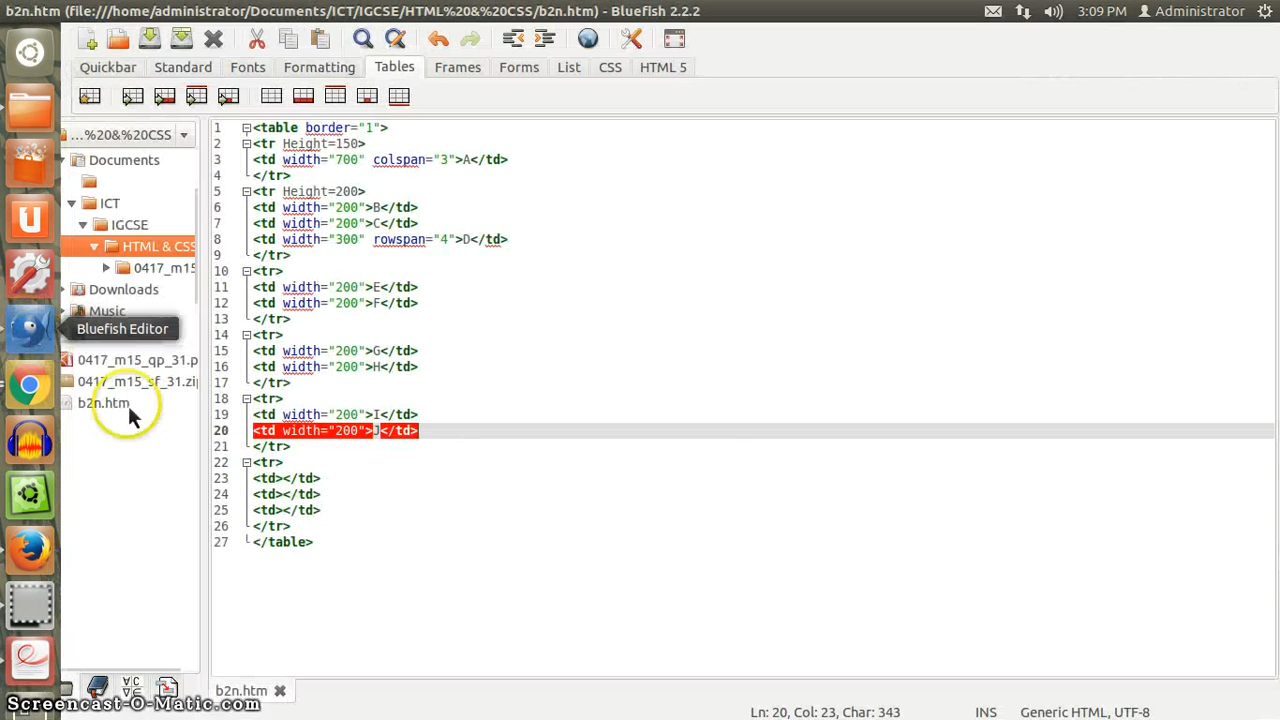 b2n.htm (file:///home/administrator/Documents/ICT/IGCSE/HTML%20&%20CSS/b2n.htm) - Bluefish 2.2.2
3:09 PM Administrator
Quickbar Standard Fonts Formatting Tables Frames Forms List CSS HTML 5
...%20&%20CSS
Documents
ICT
IGCSE
HTML & CSS
0417_m15
Downloads
Music
Bluefish Editor
0417_m15_qp_31.p
0417_m15_sf_31.zi
b2n.htm
1 <table border="1">
2 <tr Height=150>
3 <td width="700" colspan="3">A</td>
4 </tr>
5 <tr Height=200>
6 <td width="200">B</td>
7 <td width="200">C</td>
8 <td width="300" rowspan="4">D</td>
9 </tr>
10 <tr>
11 <td width="200">E</td>
12 <td width="200">F</td>
13 </tr>
14 <tr>
15 <td width="200">G</td>
16 <td width="200">H</td>
17 </tr>
18 <tr>
19 <td width="200">I</td>
20 <td width="200">J</td>
21 </tr>
22 <tr>
23 <td></td>
24 <td></td>
25 <td></td>
26 </tr>
27 </table>
b2n.htm
Screencast-O-Matic.com
Ln: 20, Col: 23, Char: 343 INS Generic HTML, UTF-8